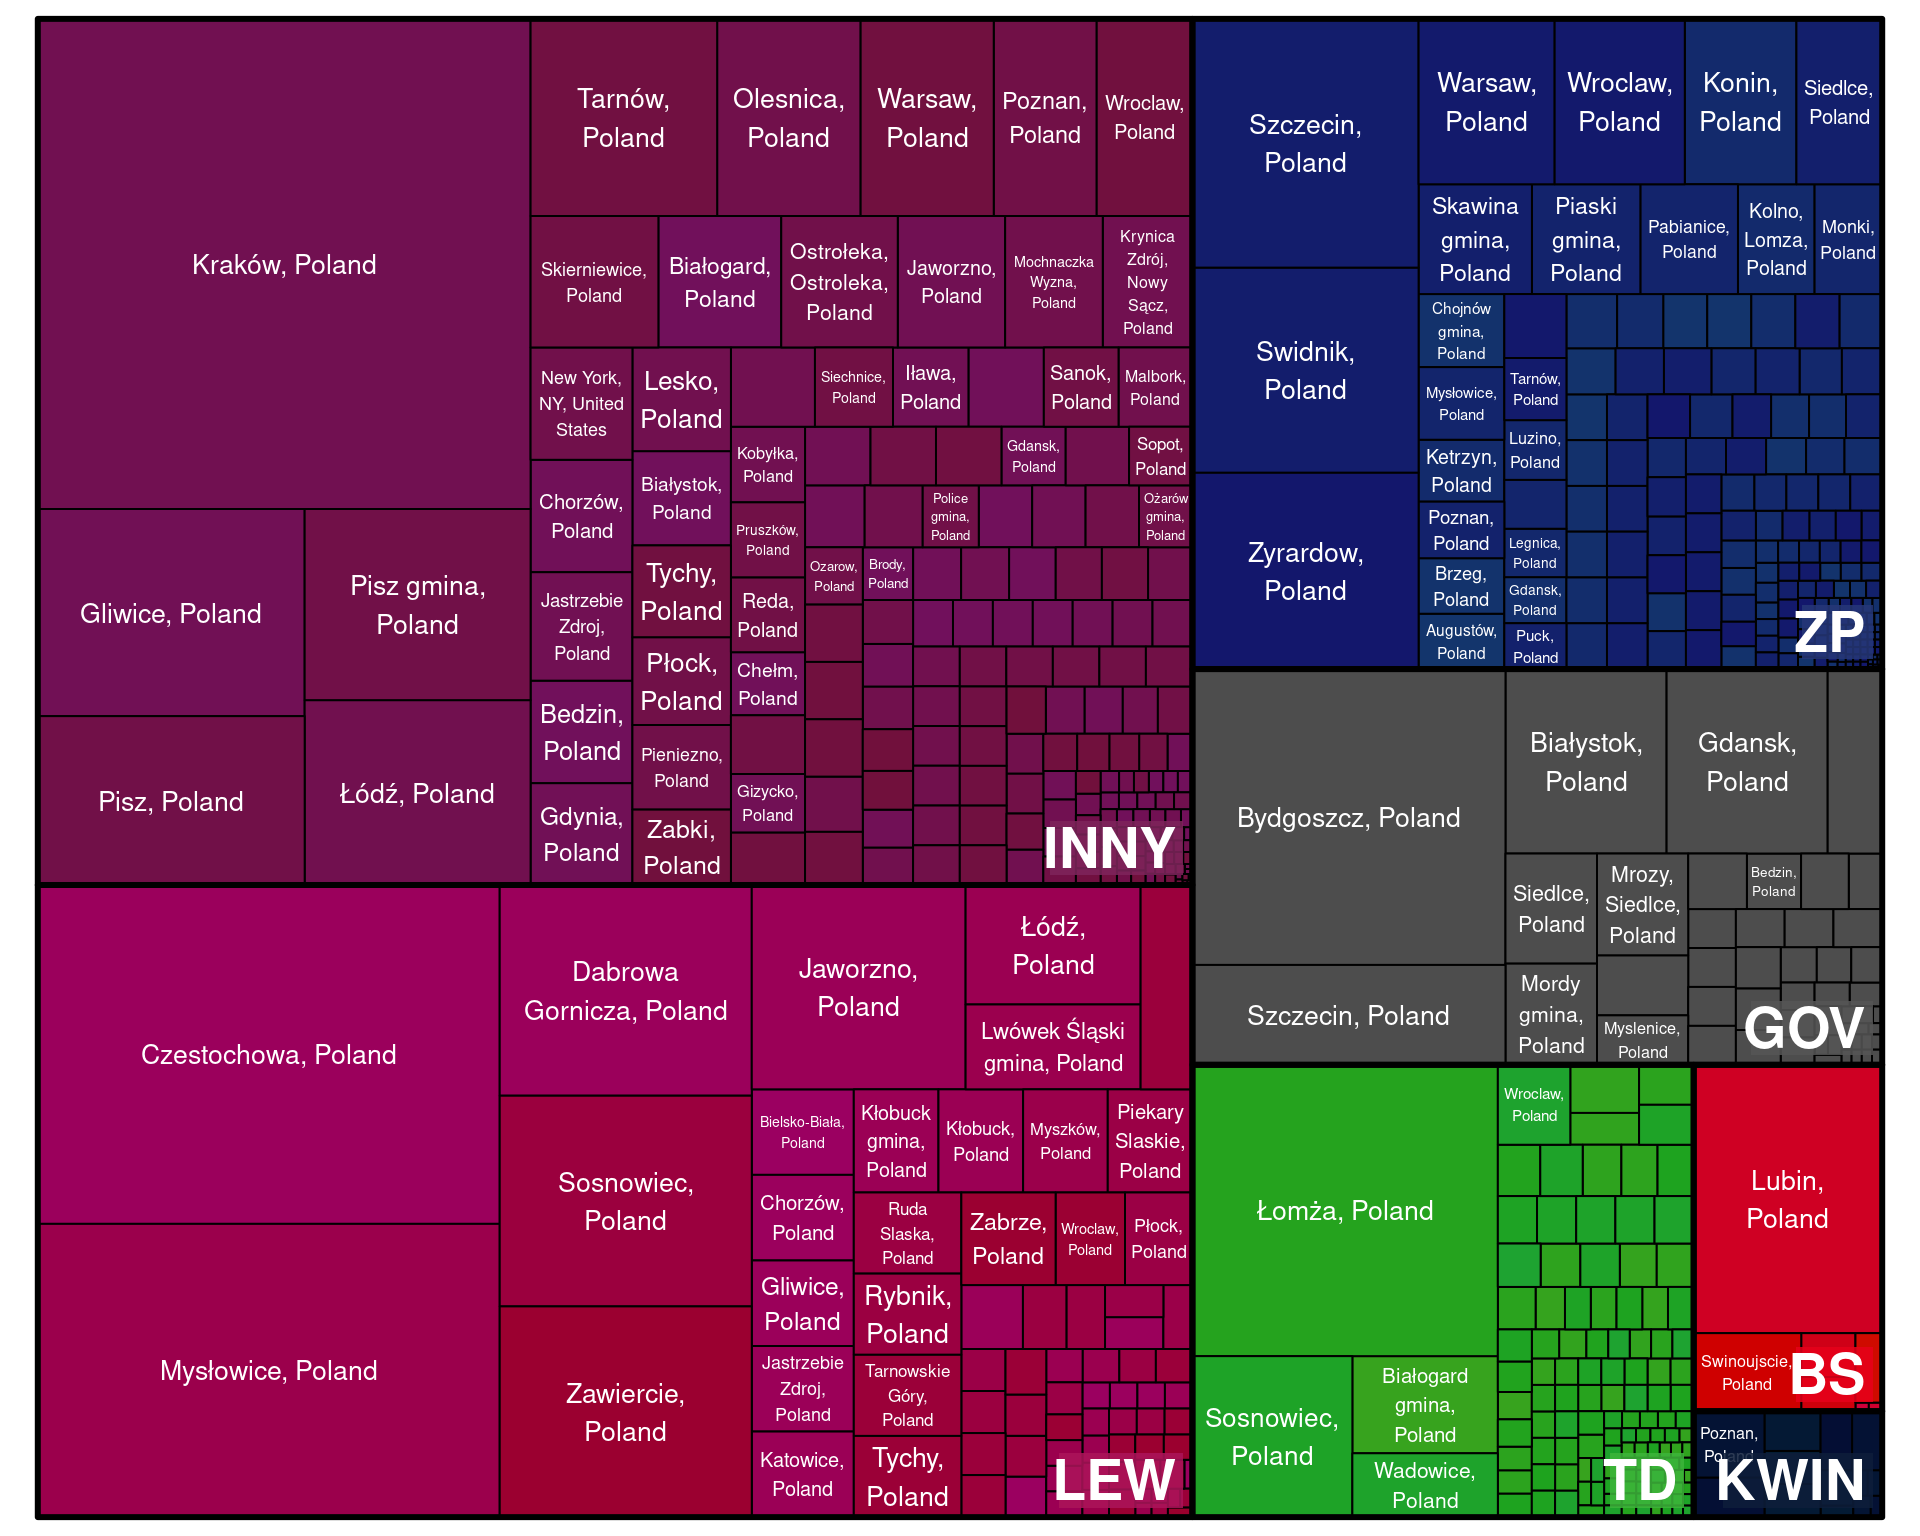 Kraków, Poland
Gliwice, Poland
Pisz gmina,
Poland
Pisz, Poland
Łódź, Poland
Tarnów,
Poland
Olesnica,
Poland
Warsaw,
Poland
Poznan,
Poland
Wroclaw,
Poland
Skierniewice,
Poland
Białogard,
Poland
Ostrołeka,
Ostroleka,
Poland
Jaworzno,
Poland
Mochnaczka
Wyzna,
Poland
Krynica
Zdrój,
Nowy
Sącz,
Poland
New York,
NY, United
States
Chorzów,
Poland
Jastrzebie
Zdroj,
Poland
Bedzin,
Poland
Gdynia,
Poland
Lesko,
Poland
Białystok,
Poland
Tychy,
Poland
Płock,
Poland
Pieniezno,
Poland
Zabki,
Poland
Siechnice,
Poland
Iława,
Poland
Sanok,
Poland
Malbork,
Poland
Kobyłka,
Poland
Pruszków,
Poland
Reda,
Poland
Chełm,
Poland
Gizycko,
Poland
Gdansk,
Poland
Sopot,
Poland
Police
gmina,
Poland
Ożarów
gmina,
Poland
Ozarow,
Poland
Brody,
Poland
INNY
Czestochowa, Poland
Mysłowice, Poland
Dabrowa
Gornicza, Poland
Sosnowiec,
Poland
Zawiercie,
Poland
Jaworzno,
Poland
Łódź,
Poland
Lwówek Śląski
gmina, Poland
Bielsko-Biała,
Poland
Chorzów,
Poland
Gliwice,
Poland
Jastrzebie
Zdroj,
Poland
Katowice,
Poland
Kłobuck
gmina,
Poland
Kłobuck,
Poland
Myszków,
Poland
Piekary
Slaskie,
Poland
Ruda
Slaska,
Poland
Rybnik,
Poland
Tarnowskie
Góry,
Poland
Tychy,
Poland
Zabrze,
Poland
Wroclaw,
Poland
Płock,
Poland
LEW
Szczecin,
Poland
Swidnik,
Poland
Zyrardow,
Poland
Warsaw,
Poland
Wroclaw,
Poland
Konin,
Poland
Siedlce,
Poland
Skawina
gmina,
Poland
Piaski
gmina,
Poland
Pabianice,
Poland
Kolno,
Lomza,
Poland
Monki,
Poland
Chojnów
gmina,
Poland
Mysłowice,
Poland
Ketrzyn,
Poland
Poznan,
Poland
Brzeg,
Poland
Augustów,
Poland
Tarnów,
Poland
Luzino,
Poland
Legnica,
Poland
Gdansk,
Poland
Puck,
Poland
ZP
Bydgoszcz, Poland
Szczecin, Poland
Białystok,
Poland
Gdansk,
Poland
Siedlce,
Poland
Mordy
gmina,
Poland
Mrozy,
Siedlce,
Poland
Myslenice,
Poland
Bedzin,
Poland
GOV
Łomża, Poland
Sosnowiec,
Poland
Białogard
gmina,
Poland
Wadowice,
Poland
Wroclaw,
Poland
TD
Lubin,
Poland
Swinoujscie,
Poland
BS
Poznan,
Poland
KWIN